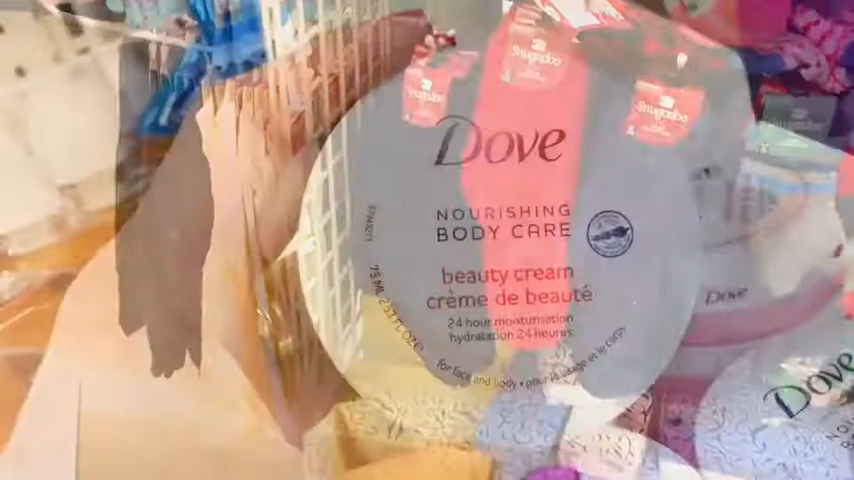 Snugadoo
Snugadoo
Snugadoo
Dove
NOURISHING
BODY CARE
beauty cream
crème de beauté
24 hour moisturisation
hydratation 24 heures
for face and body • pour le visage et le corps
75 ML 2.53 FL.OZ.
Dove
Dove